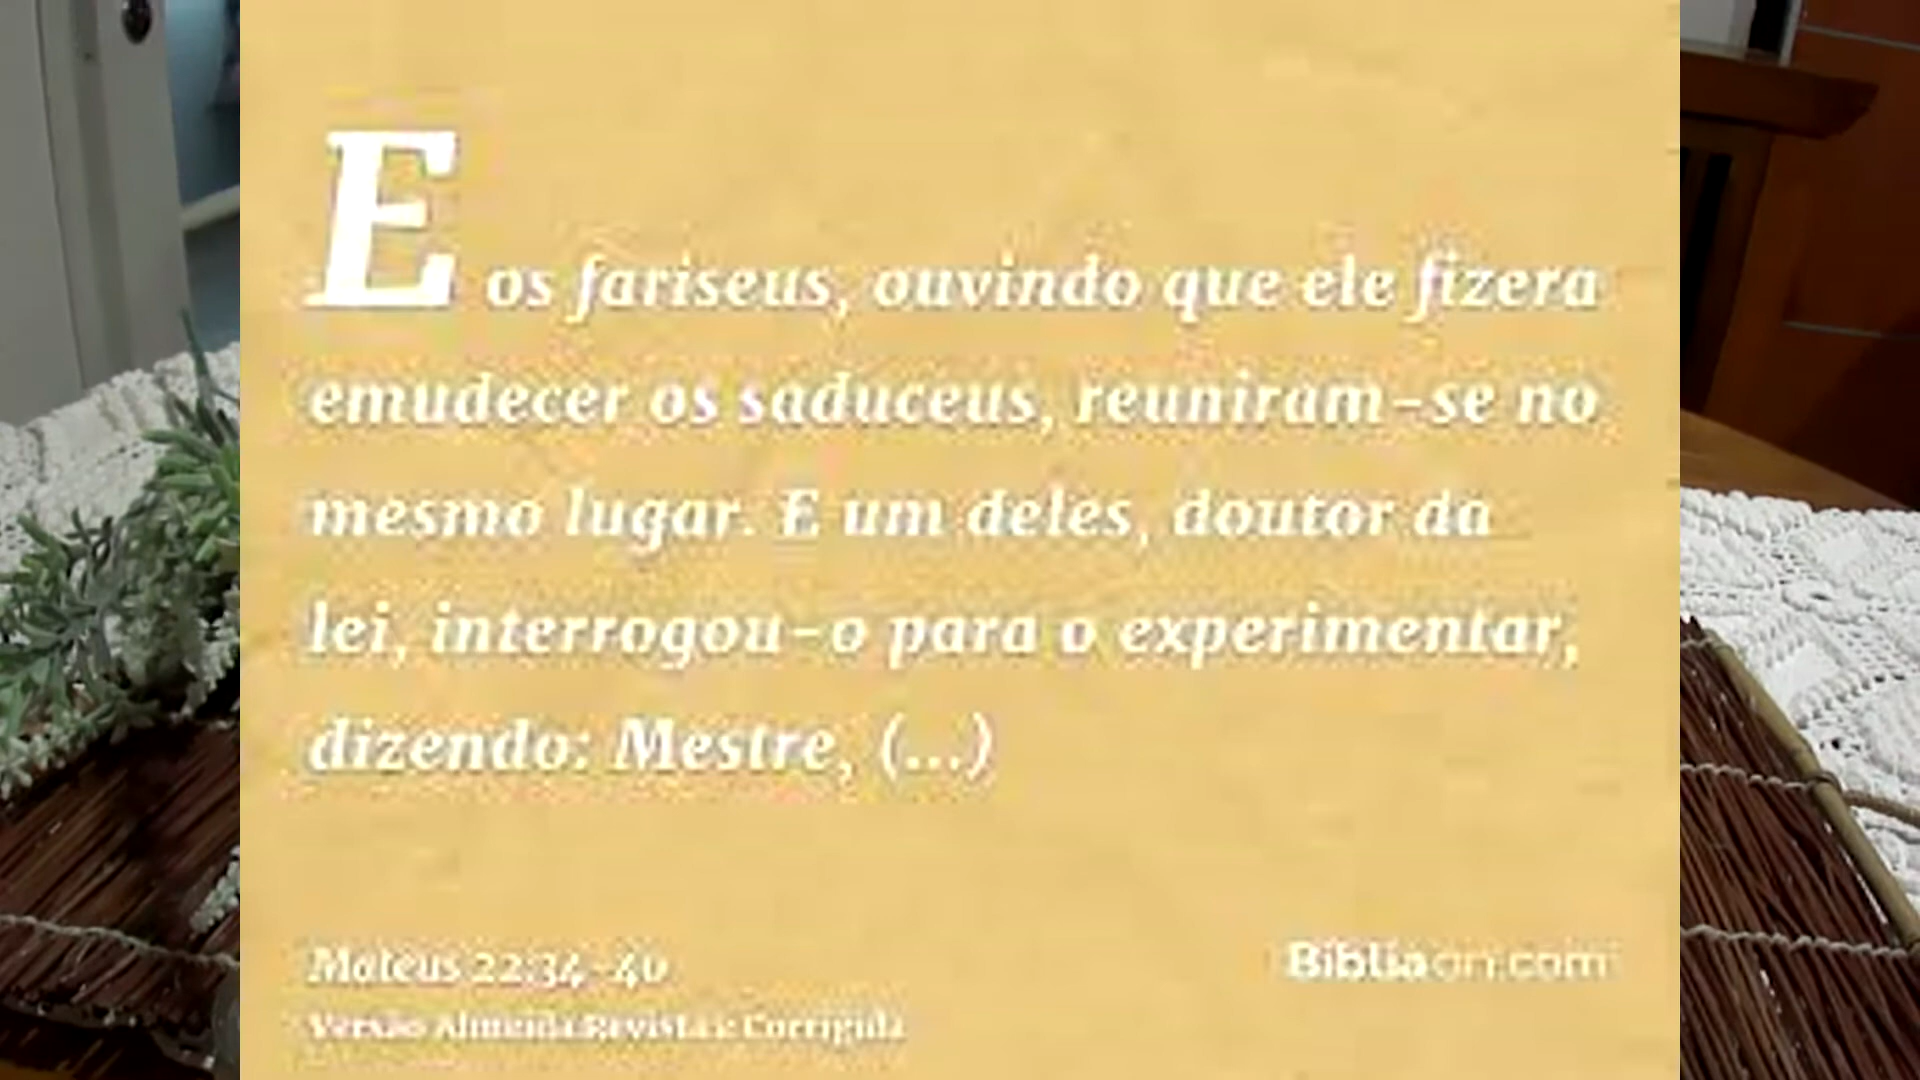 E os fariseus, ouvindo que ele fizera
emudecer os saduceus, reuniram-se no
mesmo lugar. E um deles, doutor da
lei, interrogou-o para o experimentar,
dizendo: Mestre, (...)
Mateus 22:34-40
Bibliaon.com
Versão Almeida Revista e Corrigida